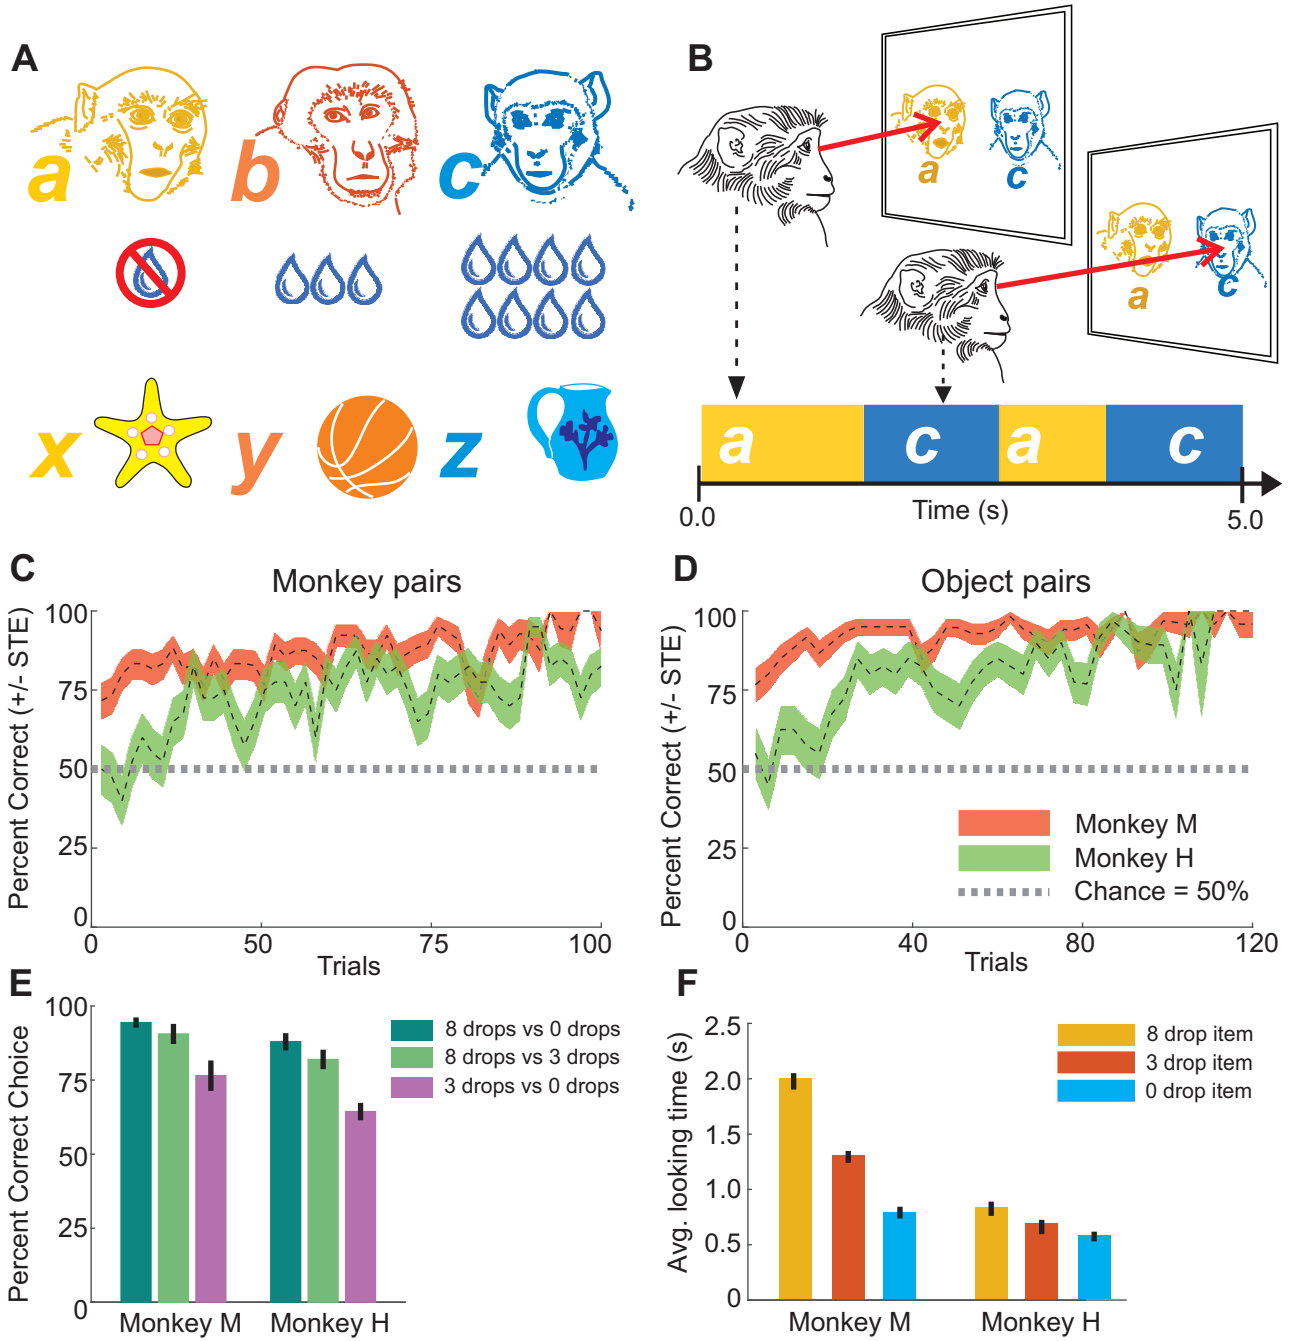 A
a
b
c
x
y
z
B
a
c
a
c
a
c
a
c
0.0
Time (s)
5.0
C
Monkey pairs
Percent Correct (+/- STE)
100
75
50
25
0
0
50
75
100
Trials
D
Object pairs
Percent Correct (+/- STE)
100
75
50
25
0
Monkey M
Monkey H
Chance = 50%
0
40
80
120
Trials
E
Percent Correct Choice
100
75
50
25
0
8 drops vs 0 drops
8 drops vs 3 drops
3 drops vs 0 drops
Monkey M
Monkey H
F
Avg. looking time (s)
2.5
2.0
1.5
1.0
0.5
0
8 drop item
3 drop item
0 drop item
Monkey M
Monkey H